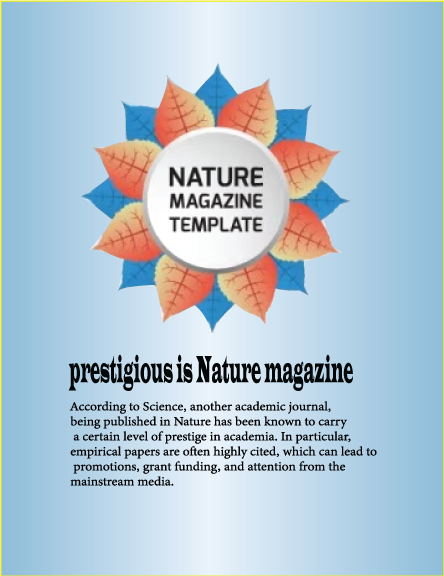 NATURE
MAGAZINE
TEMPLATE
prestigious is Nature magazine
According to Science, another academic journal,
being published in Nature has been known to carry
a certain level of prestige in academia. In particular,
empirical papers are often highly cited, which can lead to
promotions, grant funding, and attention from the
mainstream media.